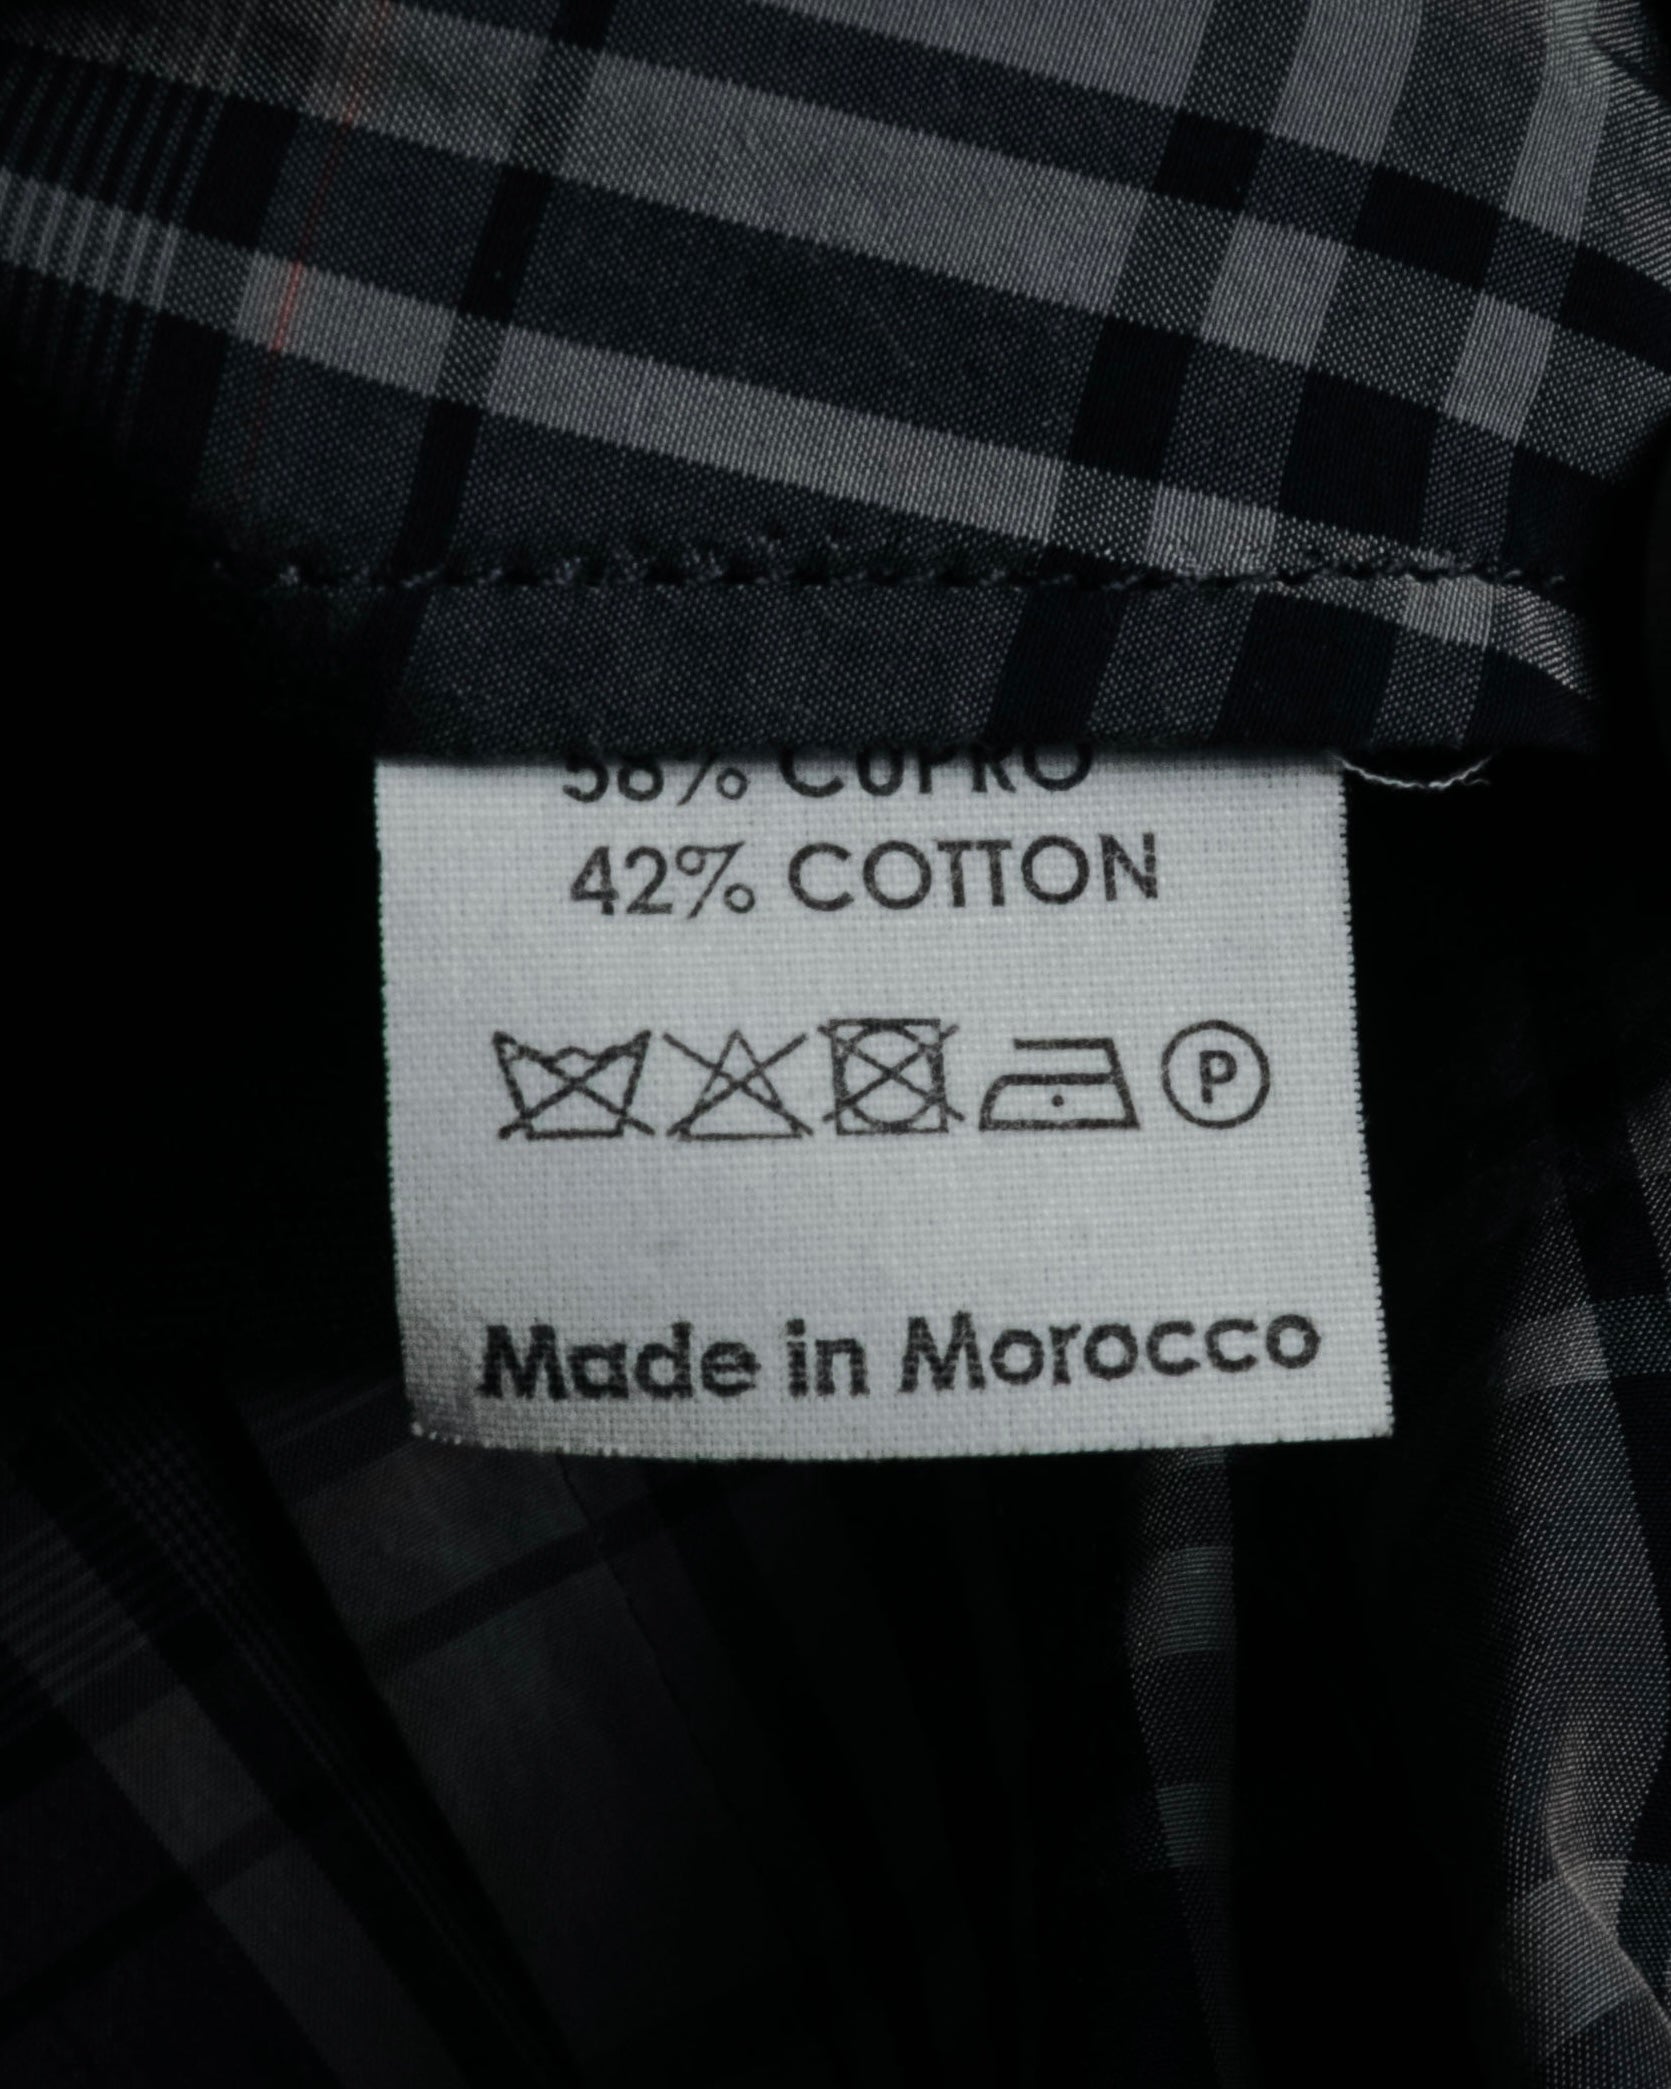 58% CUPRO
42% COTTON
P
Made in Morocco